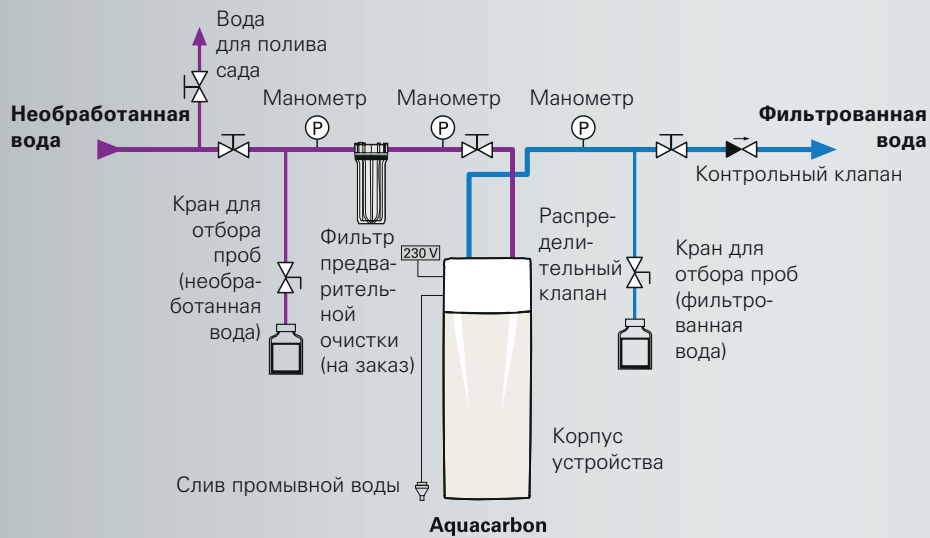 Вода
для полива
сада
Необработанная
вода
Манометр
Манометр
Манометр
P
P
P
Фильтрованная
вода
Контрольный клапан
Кран для
отбора
проб
(необра-
ботанная
вода)
Фильтр
предва-
ритель-
ной
очистки
(на заказ)
230 V
Распре-
дели-
тельный
клапан
Кран для
отбора проб
(фильтро-
ванная
вода)
Корпус
устройства
Слив промывной воды
Aquacarbon